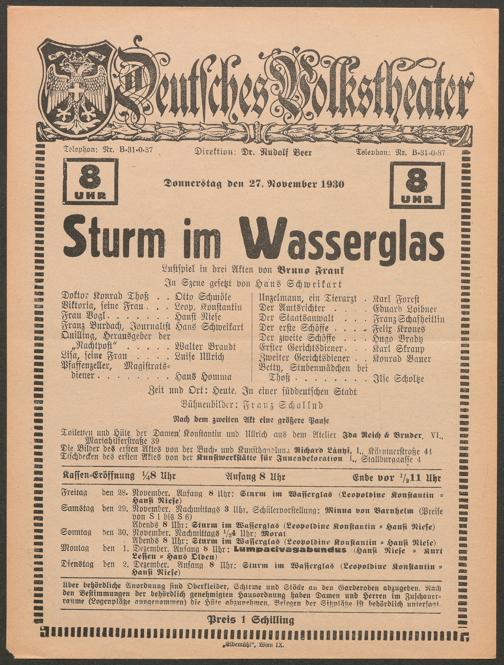 Deutsches Volkstheater
Telephon: Nr. B-31-0-37 Direktion: Dr. Rudolf Beer Telephon: Nr. B-31-0-37
8 UHR
Donnerstag den 27. November 1930
8 UHR
Sturm im Wasserglas
Lustspiel in drei Akten von Bruno Frank
In Szene gesetzt von Hans Schweikart
Doktor Konrad Thoß . . Otto Schmöle
Viktoria, seine Frau . . . Leop. Konstantin
Frau Vogl . . . . Hansi Niese
Franz Burdach, Journalist Hans Schweikart
Quilling, Herausgeber der
„Nachtpost" . . . . . Walter Brandt
Lisa, seine Frau . . . . Luise Ullrich
Pfaffenzeller, Magistrats-
diener . . . . . . . Hans Homma
Unzelmann, ein Tierarzt . Karl Forest
Der Amtsrichter . . . . Eduard Loibner
Der Staatsanwalt . . . Franz Schafheitlin
Der erste Schöffe . . . . Felix Krones
Der zweite Schöffe . . . Hugo Brady
Erster Gerichtsdiener . . . Karl Skraup
Zweiter Gerichtsdiener . . Konrad Bauer
Betty, Stubenmädchen bei
Thoß . . . . . . . Ilse Scholtze
Zeit und Ort: Heute. In einer süddeutschen Stadt
Bühnenbilder: Franz Schallud
Nach dem zweiten Akt eine größere Pause
Toiletten und Hüte der Damen Konstantin und Ullrich aus dem Atelier Ida Reich & Bruder, VI.,
Mariahilferstraße 39
Die Bilder des ersten Aktes von der Buch- und Kunsthandlung Richard Lányi, I., Kärntnerstraße 44
Tischdecken des ersten Aktes von der Kunstwerkstätte für Innendekoration I., Stallburggasse 4
Kassen-Eröffnung ½8 Uhr Anfang 8 Uhr Ende vor ½11 Uhr
Freitag den 28. November. Anfang 8 Uhr: Sturm im Wasserglas (Leopoldine Konstantin =
Hansi Niese)
Samstag den 29. November. Nachmittags 3 Uhr, Schülervorstellung: Minna von Barnhelm (Preise
von S 1 bis S 6)
Abends 8 Uhr: Sturm im Wasserglas (Leopoldine Konstantin = Hansi Niese)
Sonntag den 30. November. Nachmittags ½4 Uhr: Morat
Abends 8 Uhr: Sturm im Wasserglas (Leopoldine Konstantin = Hansi Niese)
Montag den 1. Dezember. Anfang 8 Uhr: Lumpacivagabundus (Hansi Niese = Kurt
Lessen = Hans Olden)
Dienstag den 2. Dezember. Anfang 8 Uhr: Sturm im Wasserglas (Leopoldine Konstantin =
Hansi Niese)
Über behördliche Anordnung sind Oberkleider, Schirme und Stöcke an den Garderoben abzugeben. Nach
den Bestimmungen der behördlich genehmigten Hausordnung haben Damen und Herren im Zuschauer-
raume (Logenplätze ausgenommen) die Hüte abzunehmen. Belegen der Sitzplätze ist behördlich untersagt.
Preis 1 Schilling
„Elbemühl", Wien IX.